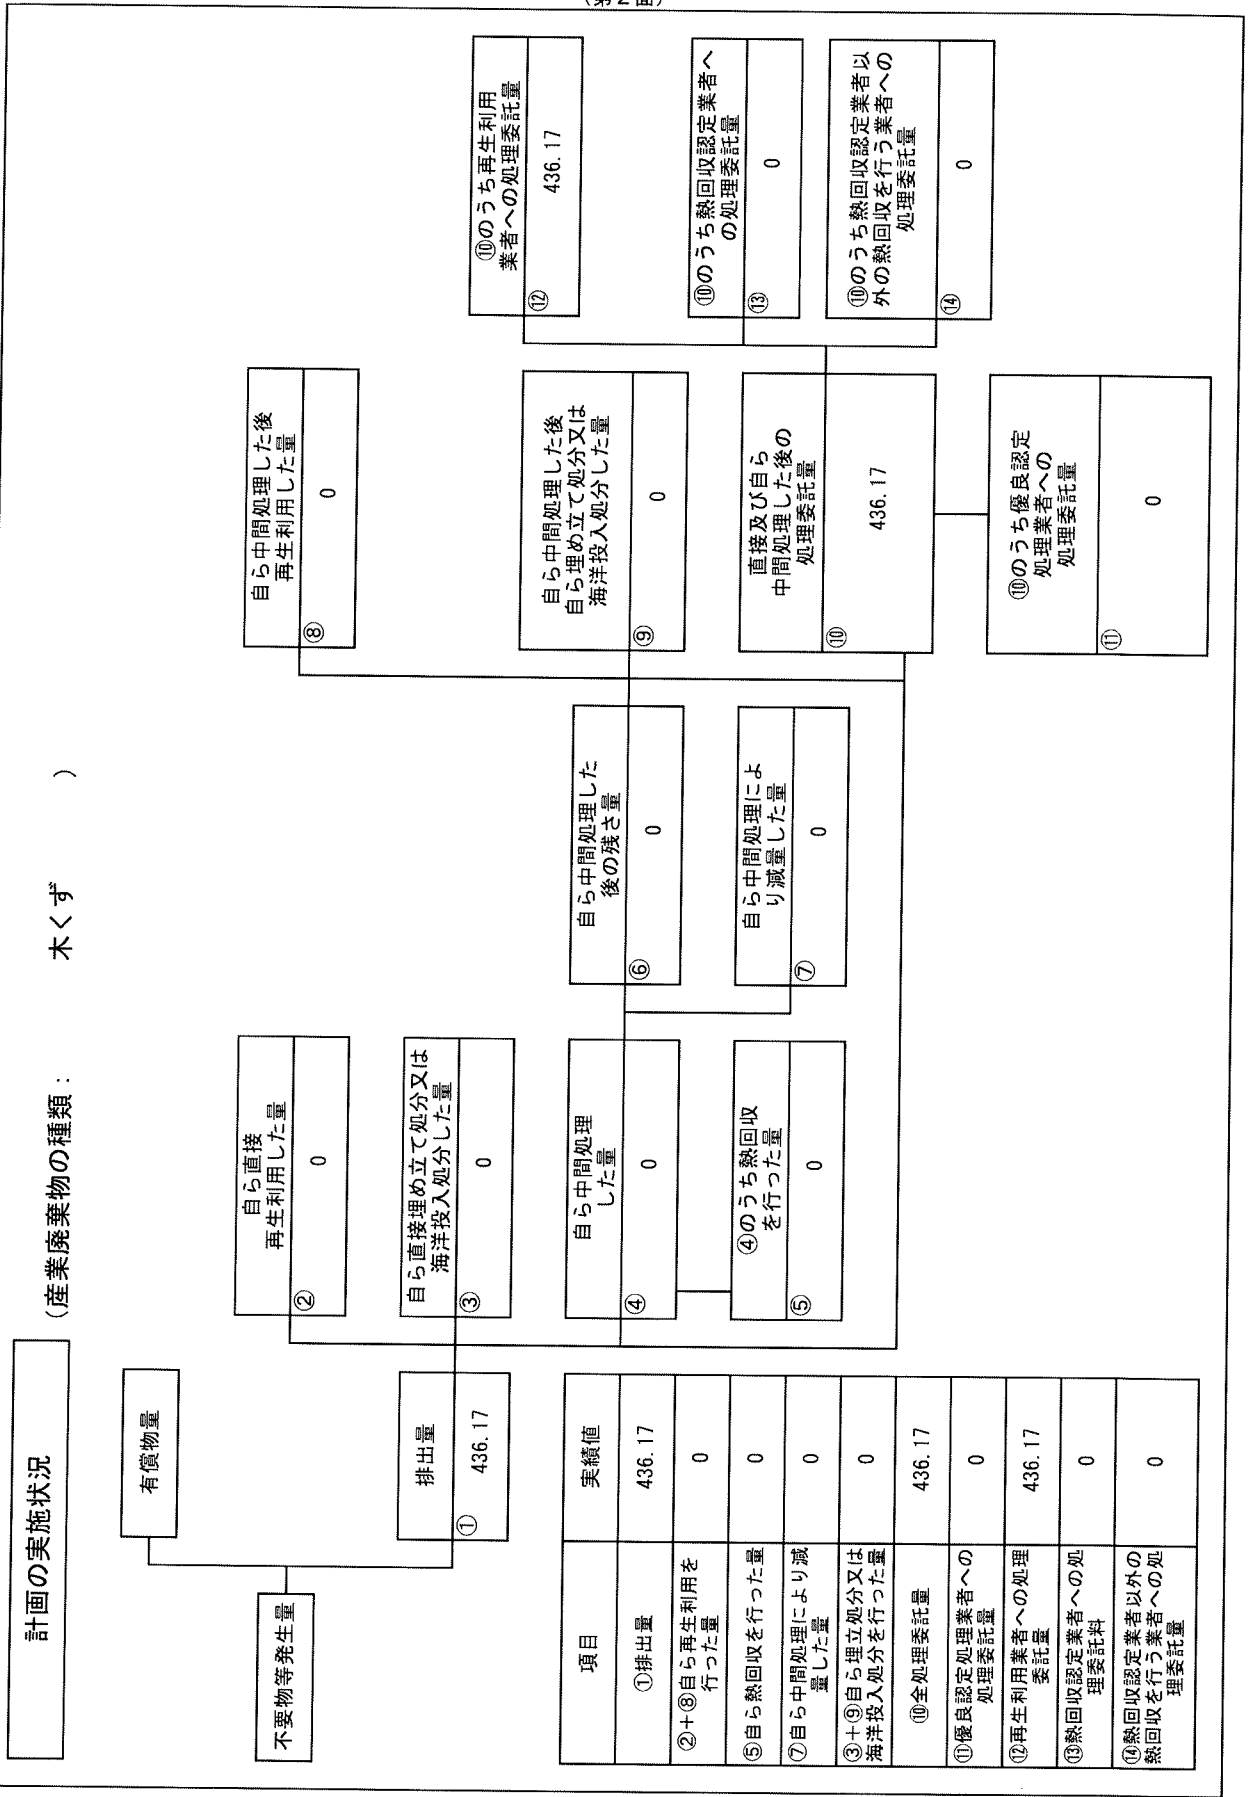 （第２面）
計画の実施状況
（産業廃棄物の種類：　木くず　）
有償物量
不要物等発生量
排出量
① 436.17
自ら直接
再生利用した量
② 0
自ら直接埋め立て処分又は
海洋投入処分した量
③ 0
自ら中間処理
した量
④ 0
④のうち熱回収
を行った量
⑤ 0
自ら中間処理した
後の残さ量
⑥ 0
自ら中間処理によ
り減量した量
⑦ 0
自ら中間処理した後
再生利用した量
⑧ 0
自ら中間処理した後
自ら埋め立て処分又は
海洋投入処分した量
⑨ 0
直接及び自ら
中間処理した後の
処理委託量
⑩ 436.17
⑩のうち優良認定
処理業者への
処理委託量
⑪ 0
⑩のうち再生利用
業者への処理委託量
⑫ 436.17
⑩のうち熱回収認定業者へ
の処理委託量
⑬ 0
⑩のうち熱回収認定業者以
外の熱回収を行う業者への
処理委託量
⑭ 0
項目 実績値
①排出量 436.17
②+⑧自ら再生利用を
行った量 0
⑤自ら熱回収を行った量 0
⑦自ら中間処理により減
量した量 0
③+⑨自ら埋立処分又は
海洋投入処分を行った量 0
⑩全処理委託量 436.17
⑪優良認定処理業者への
処理委託量 0
⑫再生利用業者への処理
委託量 436.17
⑬熱回収認定業者への処
理委託料 0
⑭熱回収認定業者以外の
熱回収を行う業者への処
理委託量 0